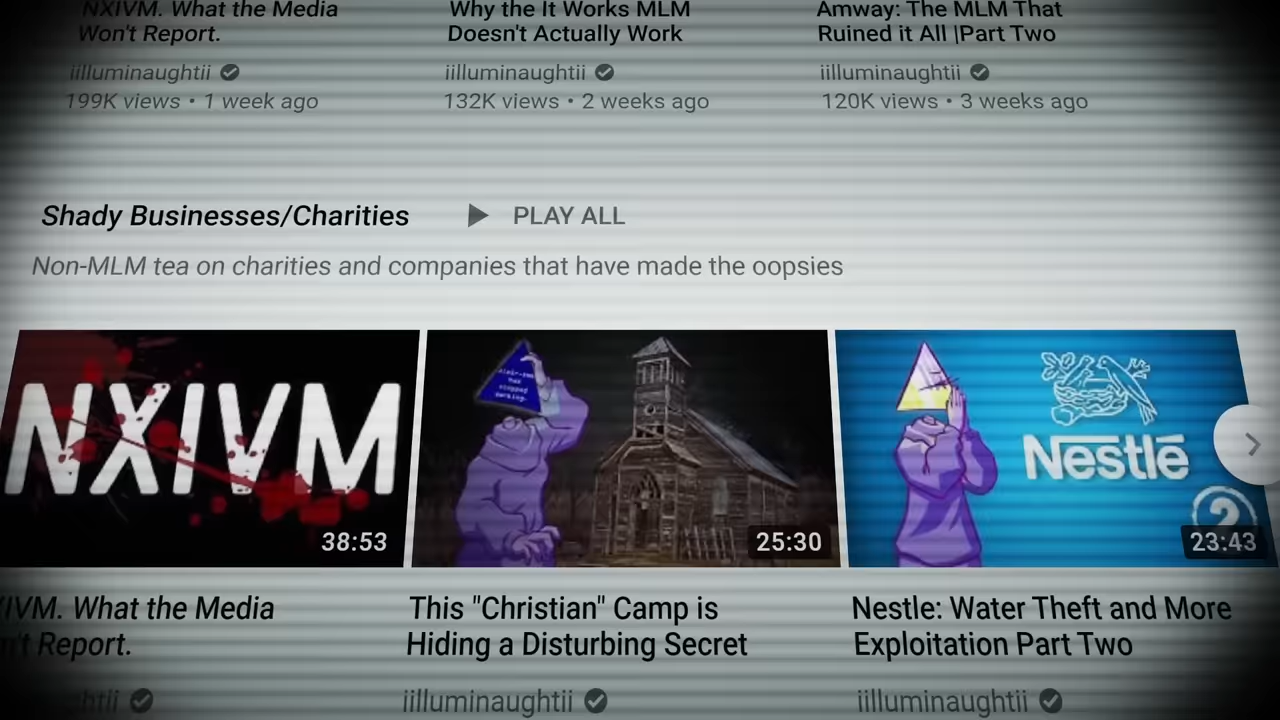 NXIVM. What the Media
Won't Report.
Why the It Works MLM
Doesn't Actually Work
Amway: The MLM That
Ruined it All |Part Two
iilluminaughtii
iilluminaughtii
iilluminaughtii
199K views • 1 week ago
132K views • 2 weeks ago
120K views • 3 weeks ago
Shady Businesses/Charities
PLAY ALL
Non-MLM tea on charities and companies that have made the oopsies
NXIVM
38:53
25:30
Nestlé
2
23:43
XIVM. What the Media
n't Report.
This "Christian" Camp is
Hiding a Disturbing Secret
Nestle: Water Theft and More
Exploitation Part Two
htii
iilluminaughtii
iilluminaughtii